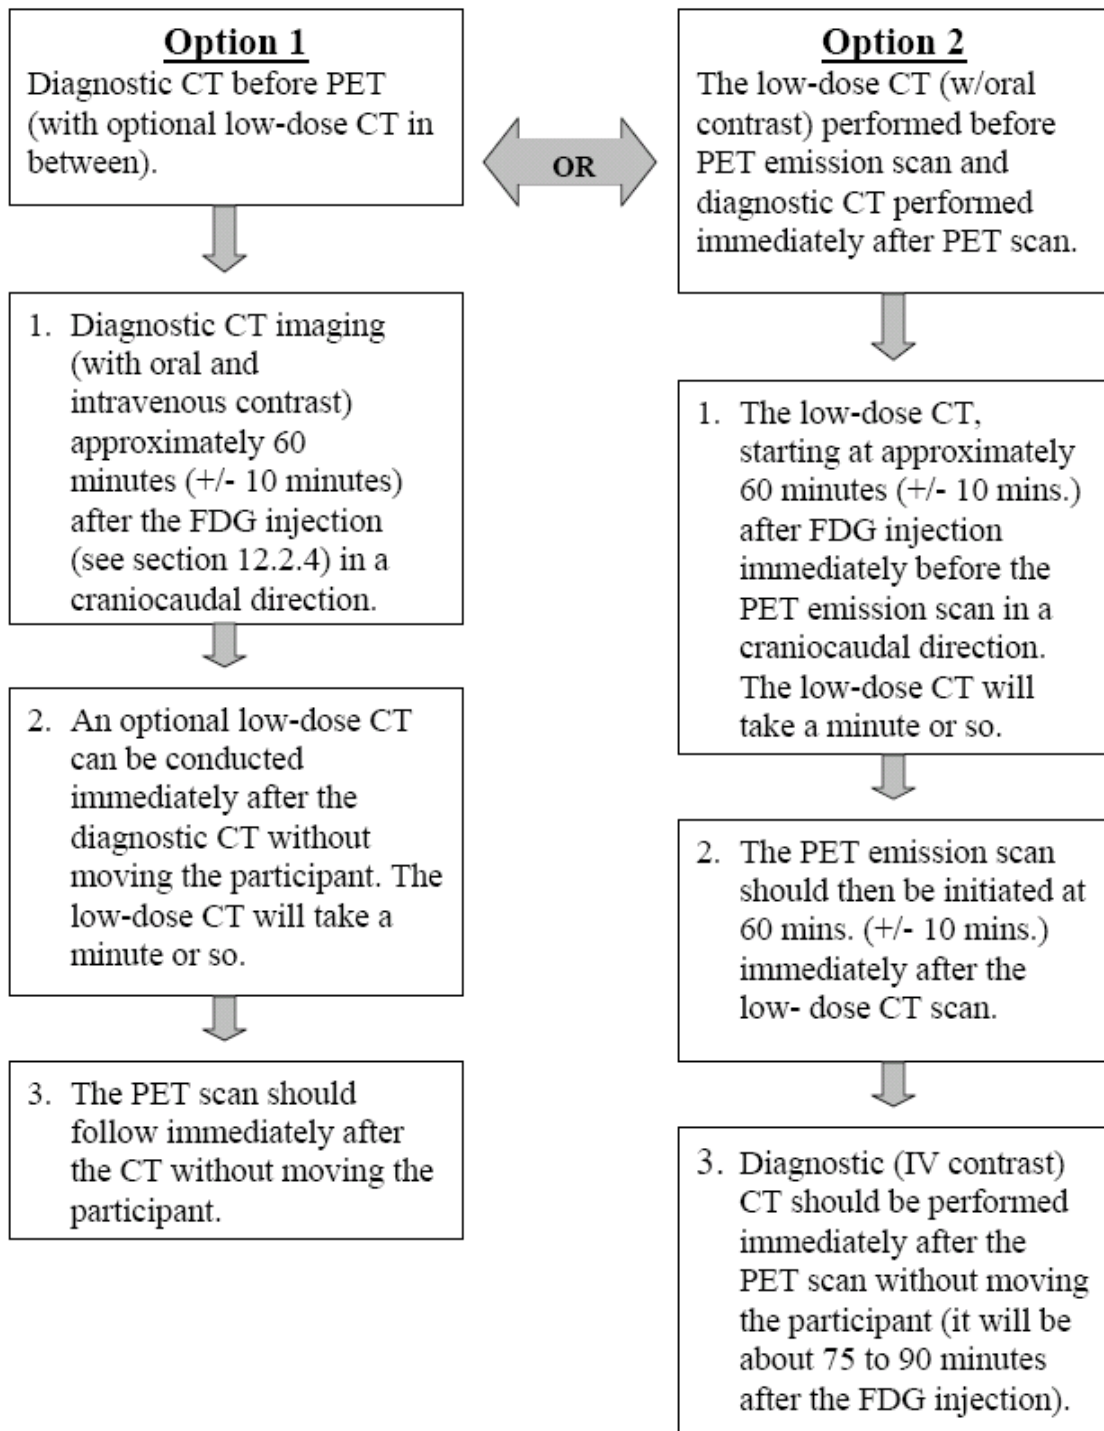 Option 1
Diagnostic CT before PET
(with optional low-dose CT in
between).
OR
Option 2
The low-dose CT (w/oral
contrast) performed before
PET emission scan and
diagnostic CT performed
immediately after PET scan.
1. Diagnostic CT imaging
(with oral and
intravenous contrast)
approximately 60
minutes (+/- 10 minutes)
after the FDG injection
(see section 12.2.4) in a
craniocaudal direction.
2. An optional low-dose CT
can be conducted
immediately after the
diagnostic CT without
moving the participant. The
low-dose CT will take a
minute or so.
3. The PET scan should
follow immediately after
the CT without moving the
participant.
1. The low-dose CT,
starting at approximately
60 minutes (+/- 10 mins.)
after FDG injection
immediately before the
PET emission scan in a
craniocaudal direction.
The low-dose CT will
take a minute or so.
2. The PET emission scan
should then be initiated at
60 mins. (+/- 10 mins.)
immediately after the
low- dose CT scan.
3. Diagnostic (IV contrast)
CT should be performed
immediately after the
PET scan without moving
the participant (it will be
about 75 to 90 minutes
after the FDG injection).